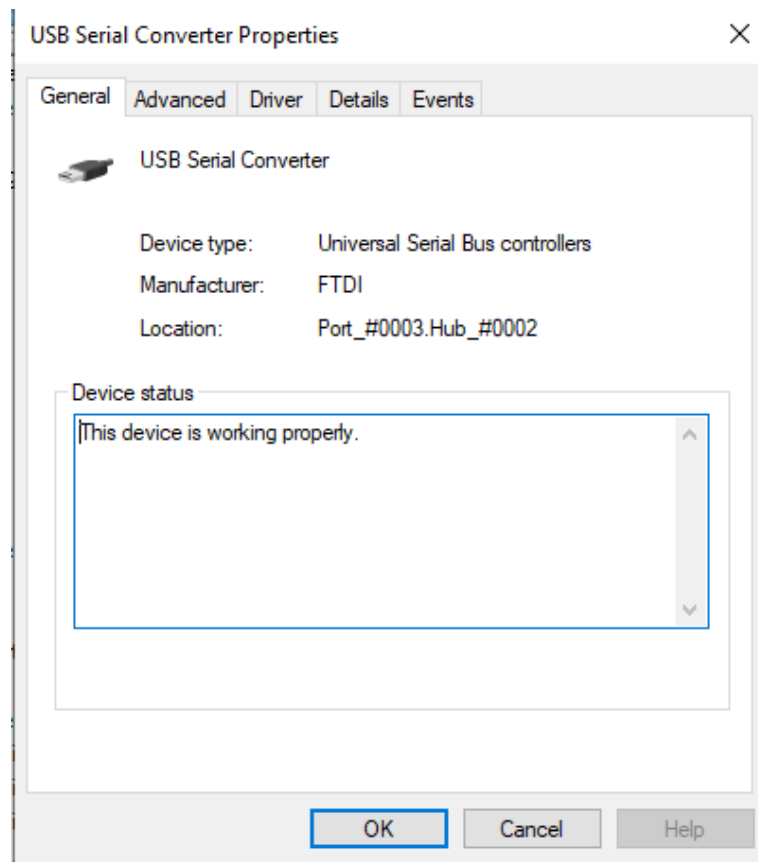 USB Serial Converter Properties
General Advanced Driver Details Events
USB Serial Converter
Device type: Universal Serial Bus controllers
Manufacturer: FTDI
Location: Port_#0003.Hub_#0002
Device status
This device is working properly.
OK Cancel Help